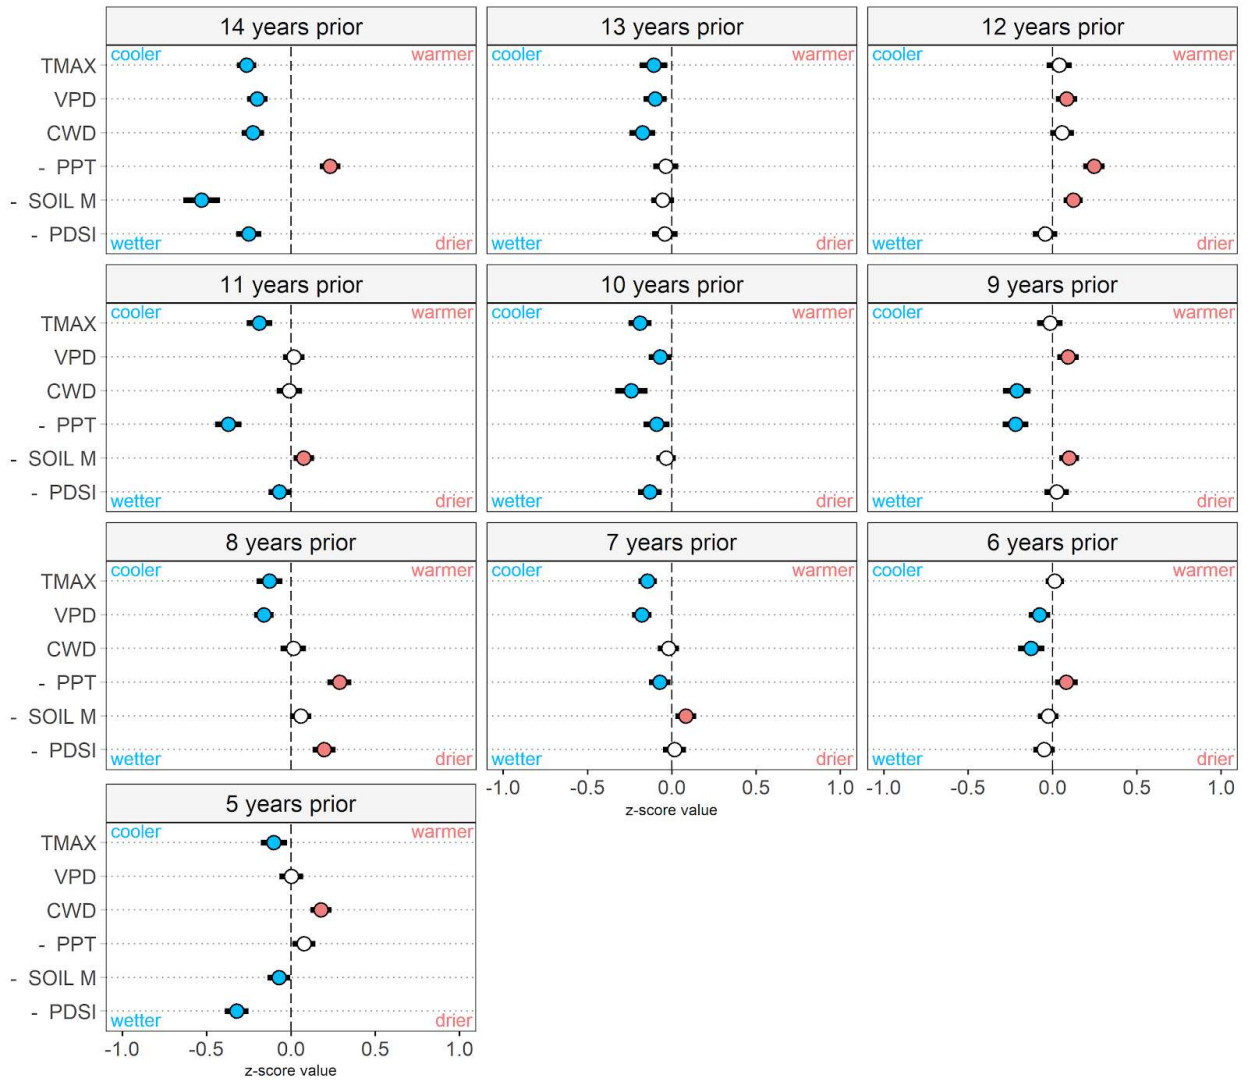 14 years prior
13 years prior
12 years prior
cooler warmer
cooler warmer
cooler warmer
TMAX
VPD
CWD
- PPT
- SOIL M
- PDSI
wetter drier
wetter drier
wetter drier
11 years prior
10 years prior
9 years prior
cooler warmer
cooler warmer
cooler warmer
TMAX
VPD
CWD
- PPT
- SOIL M
- PDSI
wetter drier
wetter drier
wetter drier
8 years prior
7 years prior
6 years prior
cooler warmer
cooler warmer
cooler warmer
TMAX
VPD
CWD
- PPT
- SOIL M
- PDSI
wetter drier
wetter drier
wetter drier
-1.0 -0.5 0.0 0.5 1.0
-1.0 -0.5 0.0 0.5 1.0
z-score value
z-score value
5 years prior
cooler warmer
TMAX
VPD
CWD
- PPT
- SOIL M
- PDSI
wetter drier
-1.0 -0.5 0.0 0.5 1.0
z-score value